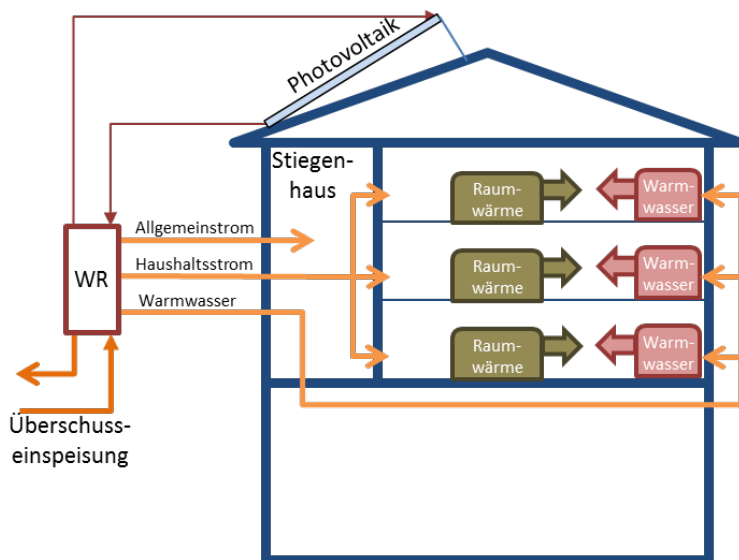 Photovoltaik
Stiegen-
haus
Allgemeinstrom
Haushaltsstrom
Warmwasser
WR
Überschuss-
einspeisung
Raum-
wärme
Warm-
wasser
Raum-
wärme
Warm-
wasser
Raum-
wärme
Warm-
wasser